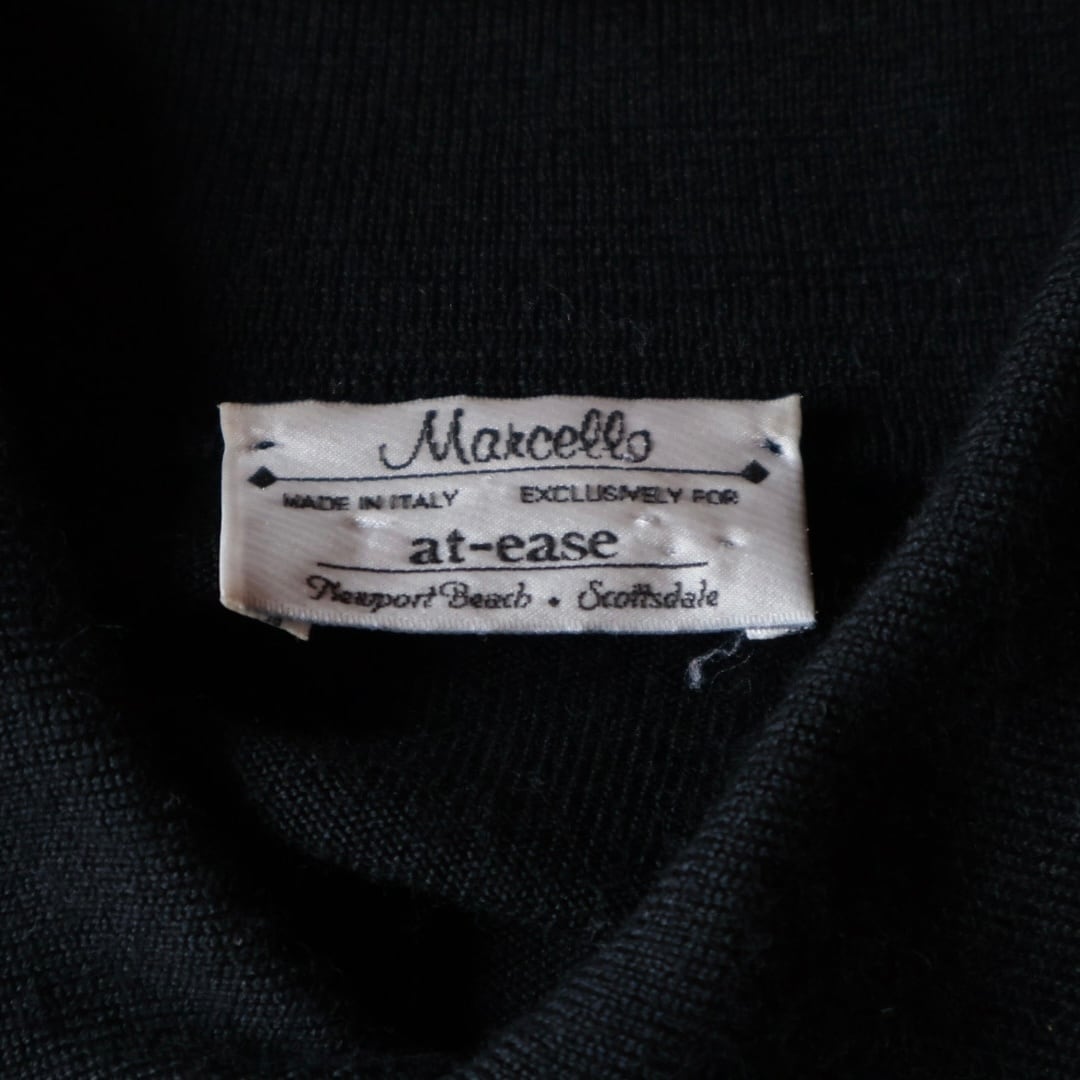 Marcello
MADE IN ITALY EXCLUSIVELY FOR
at-ease
Newport Beach • Scottsdale